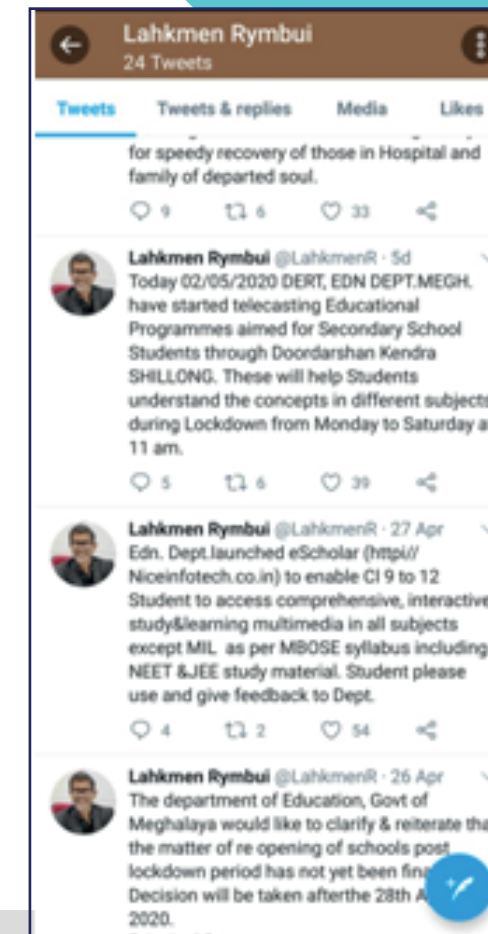 Lahkmen Rymbui
24 Tweets
Tweets Tweets & replies Media Likes
for speedy recovery of those in Hospital and
family of departed soul.
9 6 33
Lahkmen Rymbui @LahkmenR · 5d
Today 02/05/2020 DERT, EDN DEPT.MEGH.
have started telecasting Educational
Programmes aimed for Secondary School
Students through Doordarshan Kendra
SHILLONG. These will help Students
understand the concepts in different subjects
during Lockdown from Monday to Saturday a
11 am.
5 6 39
Lahkmen Rymbui @LahkmenR · 27 Apr
Edn. Dept.launched eScholar (httpi//
Niceinfotech.co.in) to enable Cl 9 to 12
Student to access comprehensive, interactive
study&learning multimedia in all subjects
except MIL as per MBOSE syllabus including
NEET &JEE study material. Student please
use and give feedback to Dept.
4 2 54
Lahkmen Rymbui @LahkmenR · 26 Apr
The department of Education, Govt of
Meghalaya would like to clarify & reiterate tha
the matter of re opening of schools post
lockdown period has not yet been fina
Decision will be taken afterthe 28th A
2020.